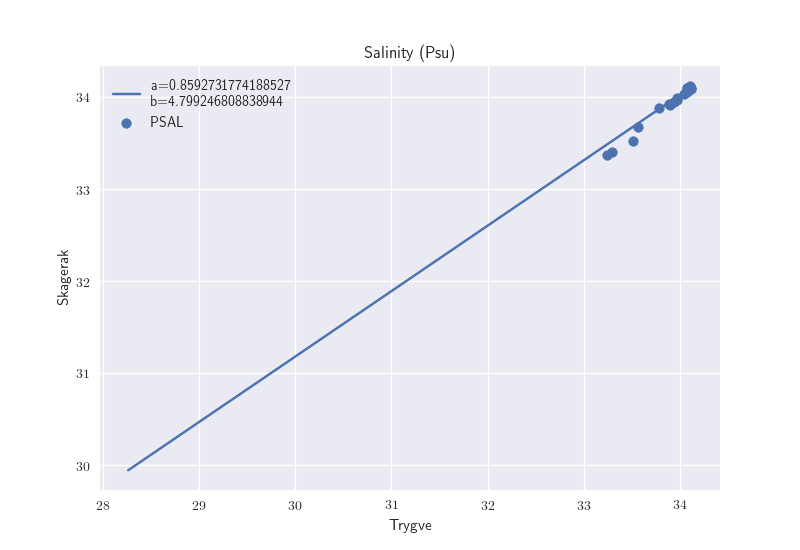 Salinity (Psu)
a=0.8592731774188527
b=4.799246808838944
PSAL
34
33
32
31
30
Skagerak
28
29
30
31
32
33
34
Trygve